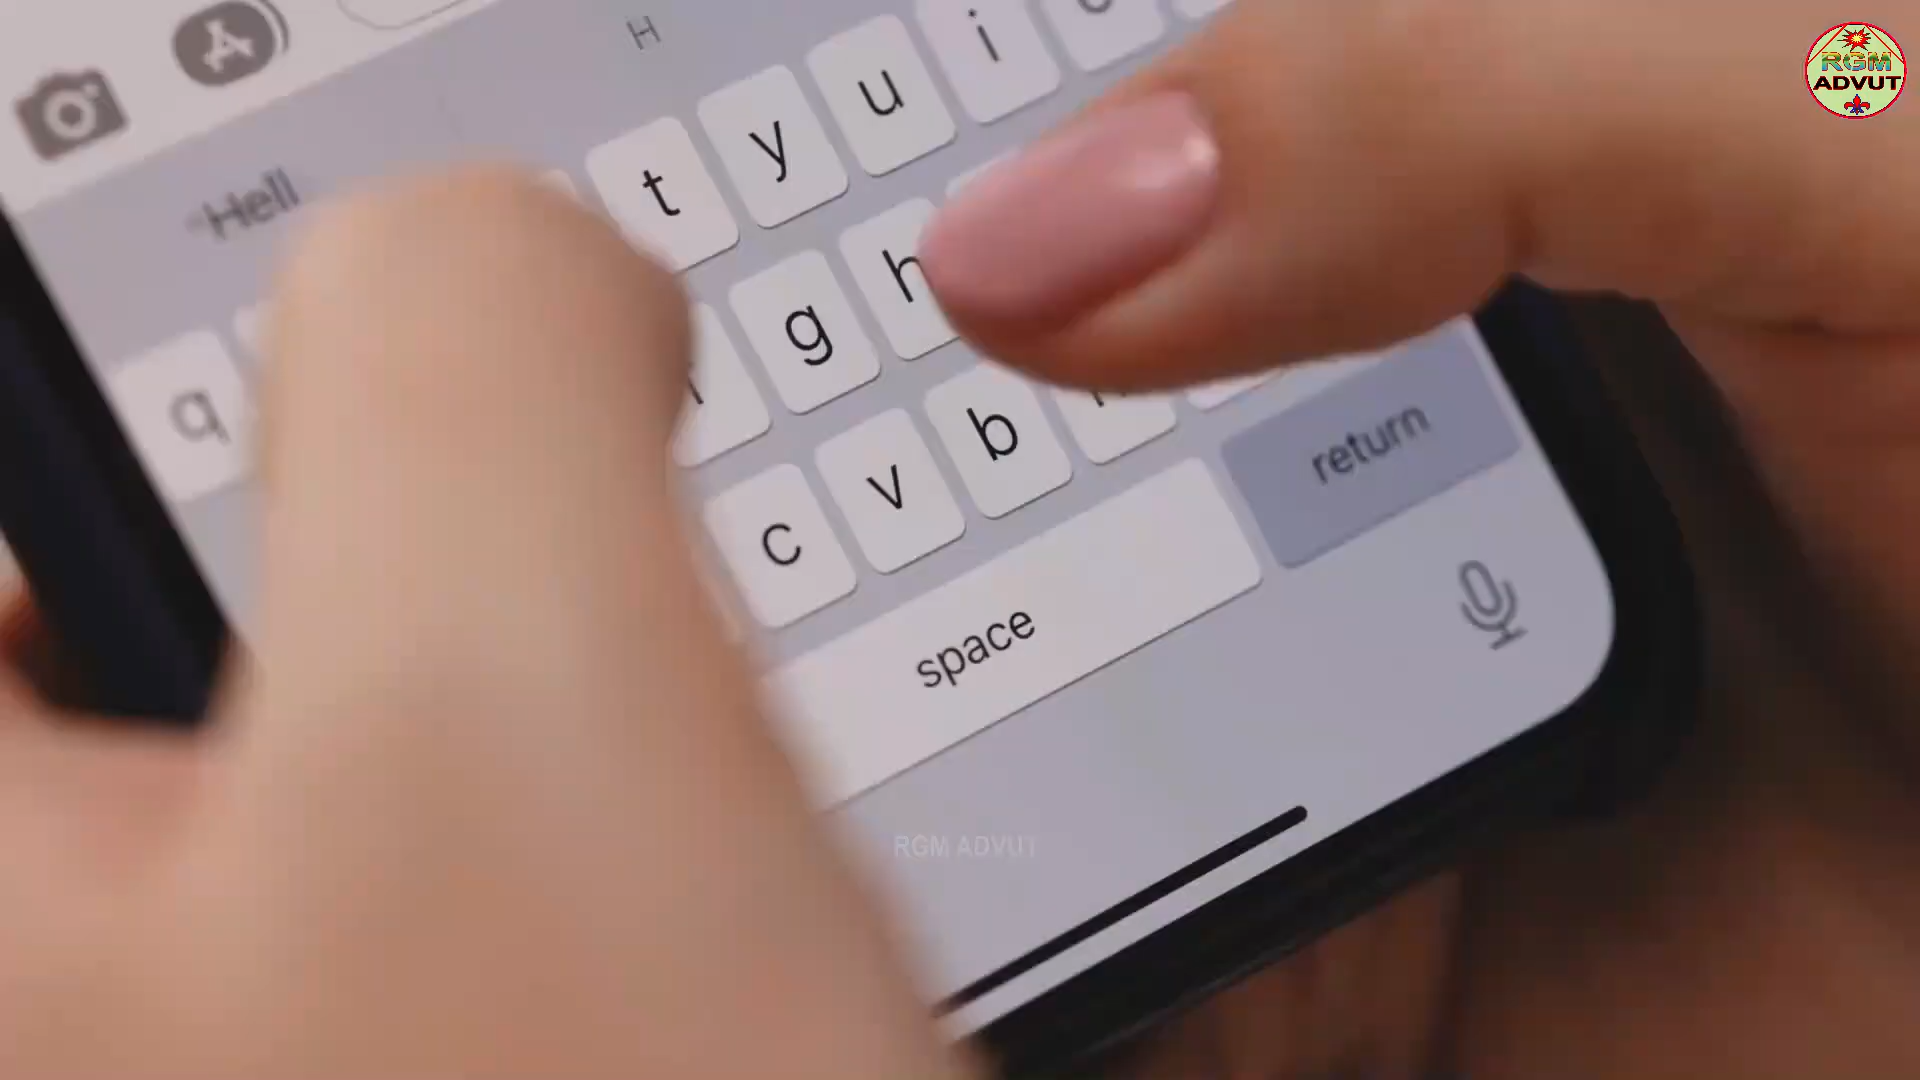 RGM
ADVUT
H
"Hell
t y u i
q g h
c v b
space return
RGM ADVUT